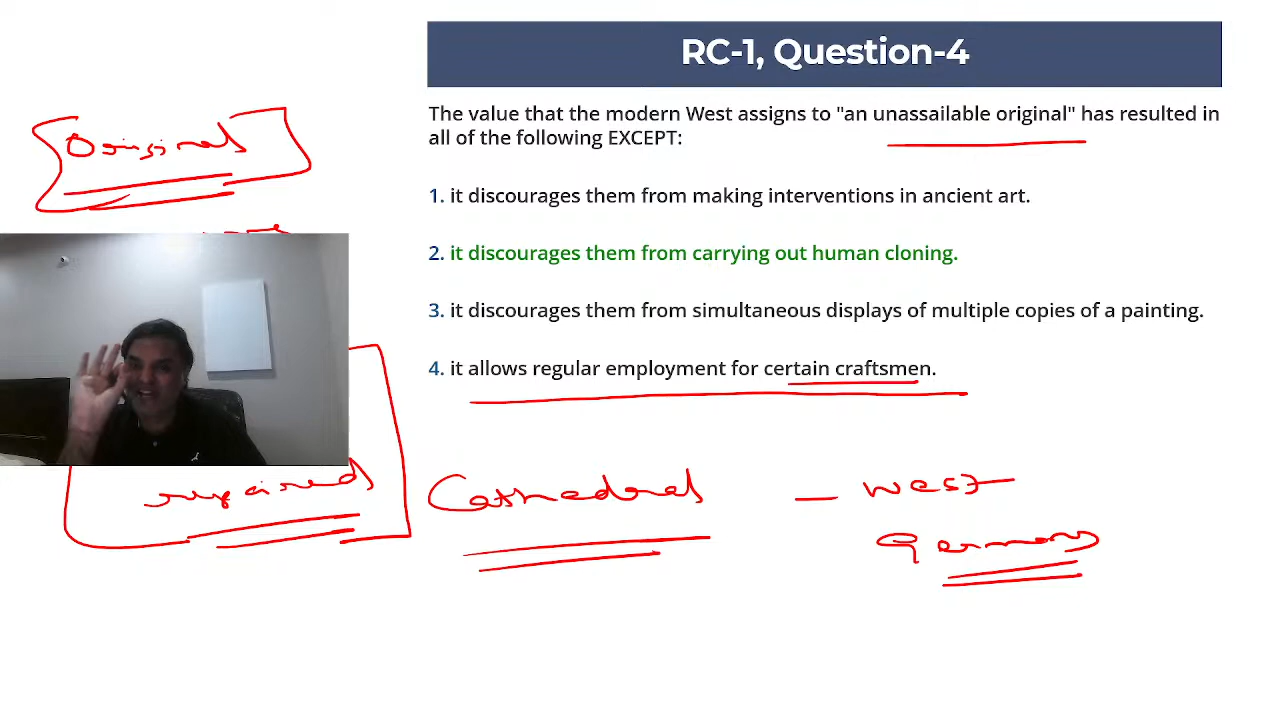 RC-1, Question-4
The value that the modern West assigns to "an unassailable original" has resulted in
all of the following EXCEPT:
Original
1. it discourages them from making interventions in ancient art.
2. it discourages them from carrying out human cloning.
3. it discourages them from simultaneous displays of multiple copies of a painting.
4. it allows regular employment for certain craftsmen.
repaired
Cathedral - West
Germany